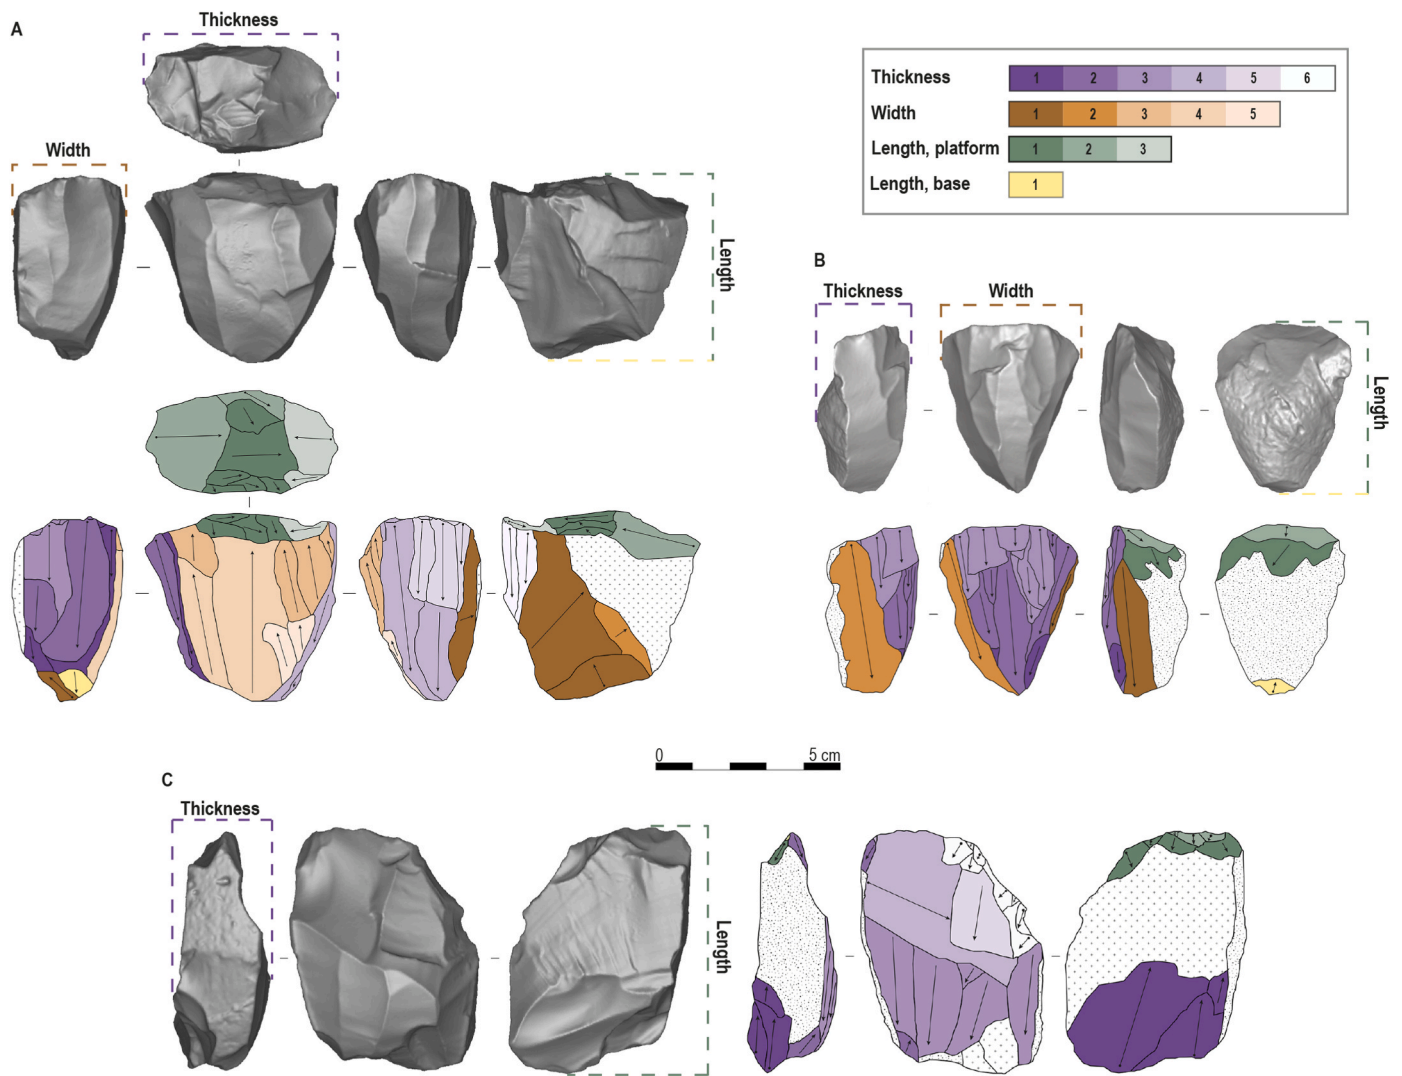 A
Thickness
Width
Length
Thickness 1 2 3 4 5 6
Width 1 2 3 4 5
Length, platform 1 2 3
Length, base 1
B
Thickness
Width
Length
0 5 cm
C
Thickness
Length